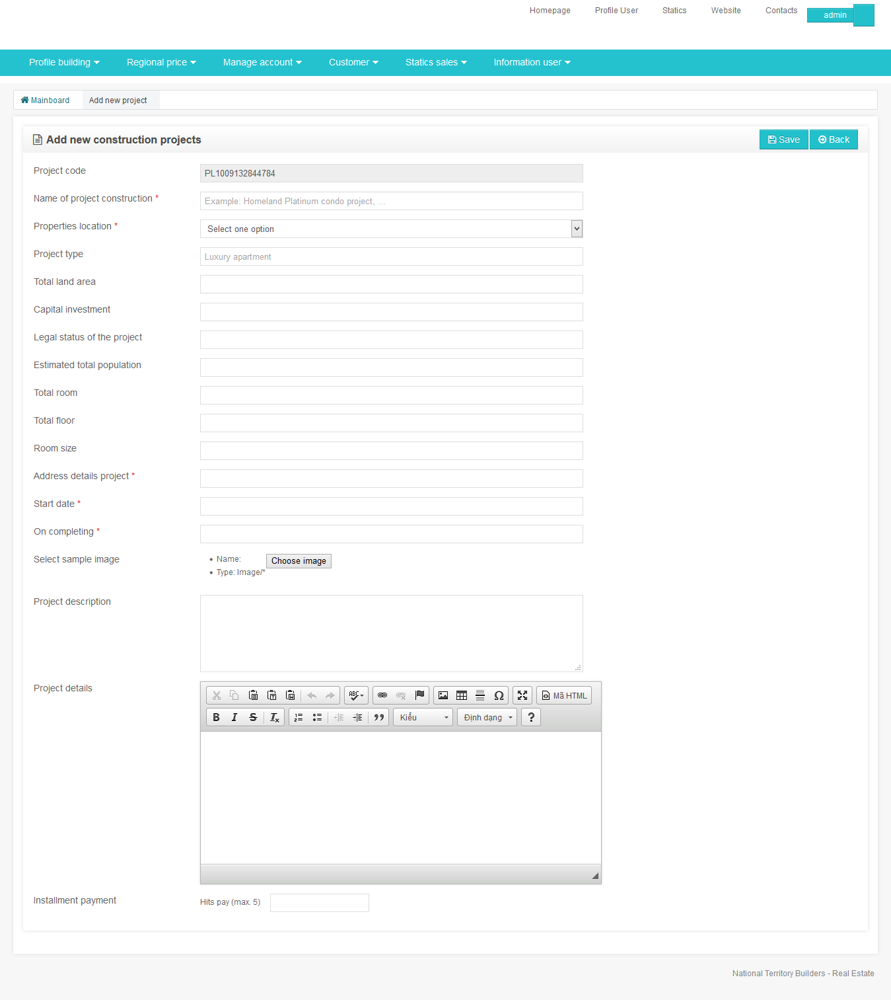 Homepage Profile User Statics Website Contacts admin
Profile building Regional price Manage account Customer Statics sales Information user
Mainboard Add new project
Add new construction projects Save Back
Project code PL1009132844784
Name of project construction * Example: Homeland Platinum condo project, ...
Properties location * Select one option
Project type Luxury apartment
Total land area
Capital investment
Legal status of the project
Estimated total population
Total room
Total floor
Room size
Address details project *
Start date *
On completing *
Select sample image • Name: Choose image
• Type: Image/*
Project description
Project details
ABC Ω Mã HTML
B I S Tx Kiểu Định dạng ?
Installment payment Hits pay (max. 5)
National Territory Builders - Real Estate